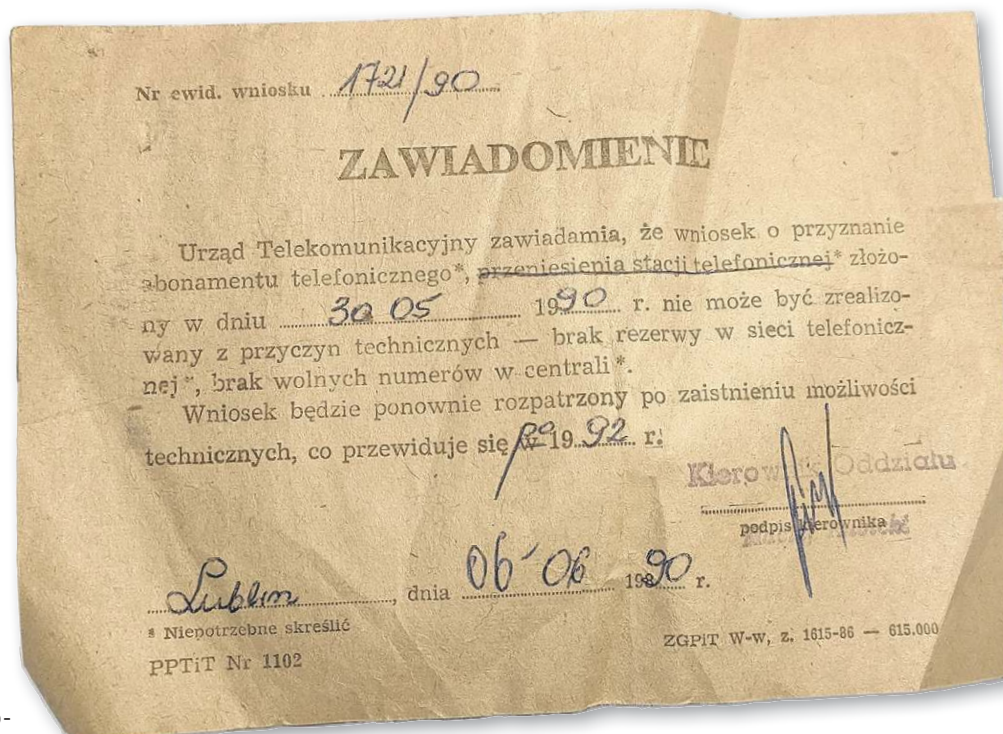 Nr ewid. wniosku 1721/90
ZAWIADOMIENIE
Urząd Telekomunikacyjny zawiadamia, że wniosek o przyznanie
abonamentu telefonicznego*, przeniesienia stacji telefonicznej* złożo-
ny w dniu 30 05 1990 r. nie może być zrealizo-
wany z przyczyn technicznych — brak rezerwy w sieci telefonicz-
nej*, brak wolnych numerów w centrali*.
Wniosek będzie ponownie rozpatrzony po zaistnieniu możliwości
technicznych, co przewiduje się po 1992 r.
Kierownik Oddziału
podpis kierownika
Lublin, dnia 06-06 1990 r.
* Niepotrzebne skreślić
PPTiT Nr 1102
ZGPiT W-w, z. 1615-86 — 615.000